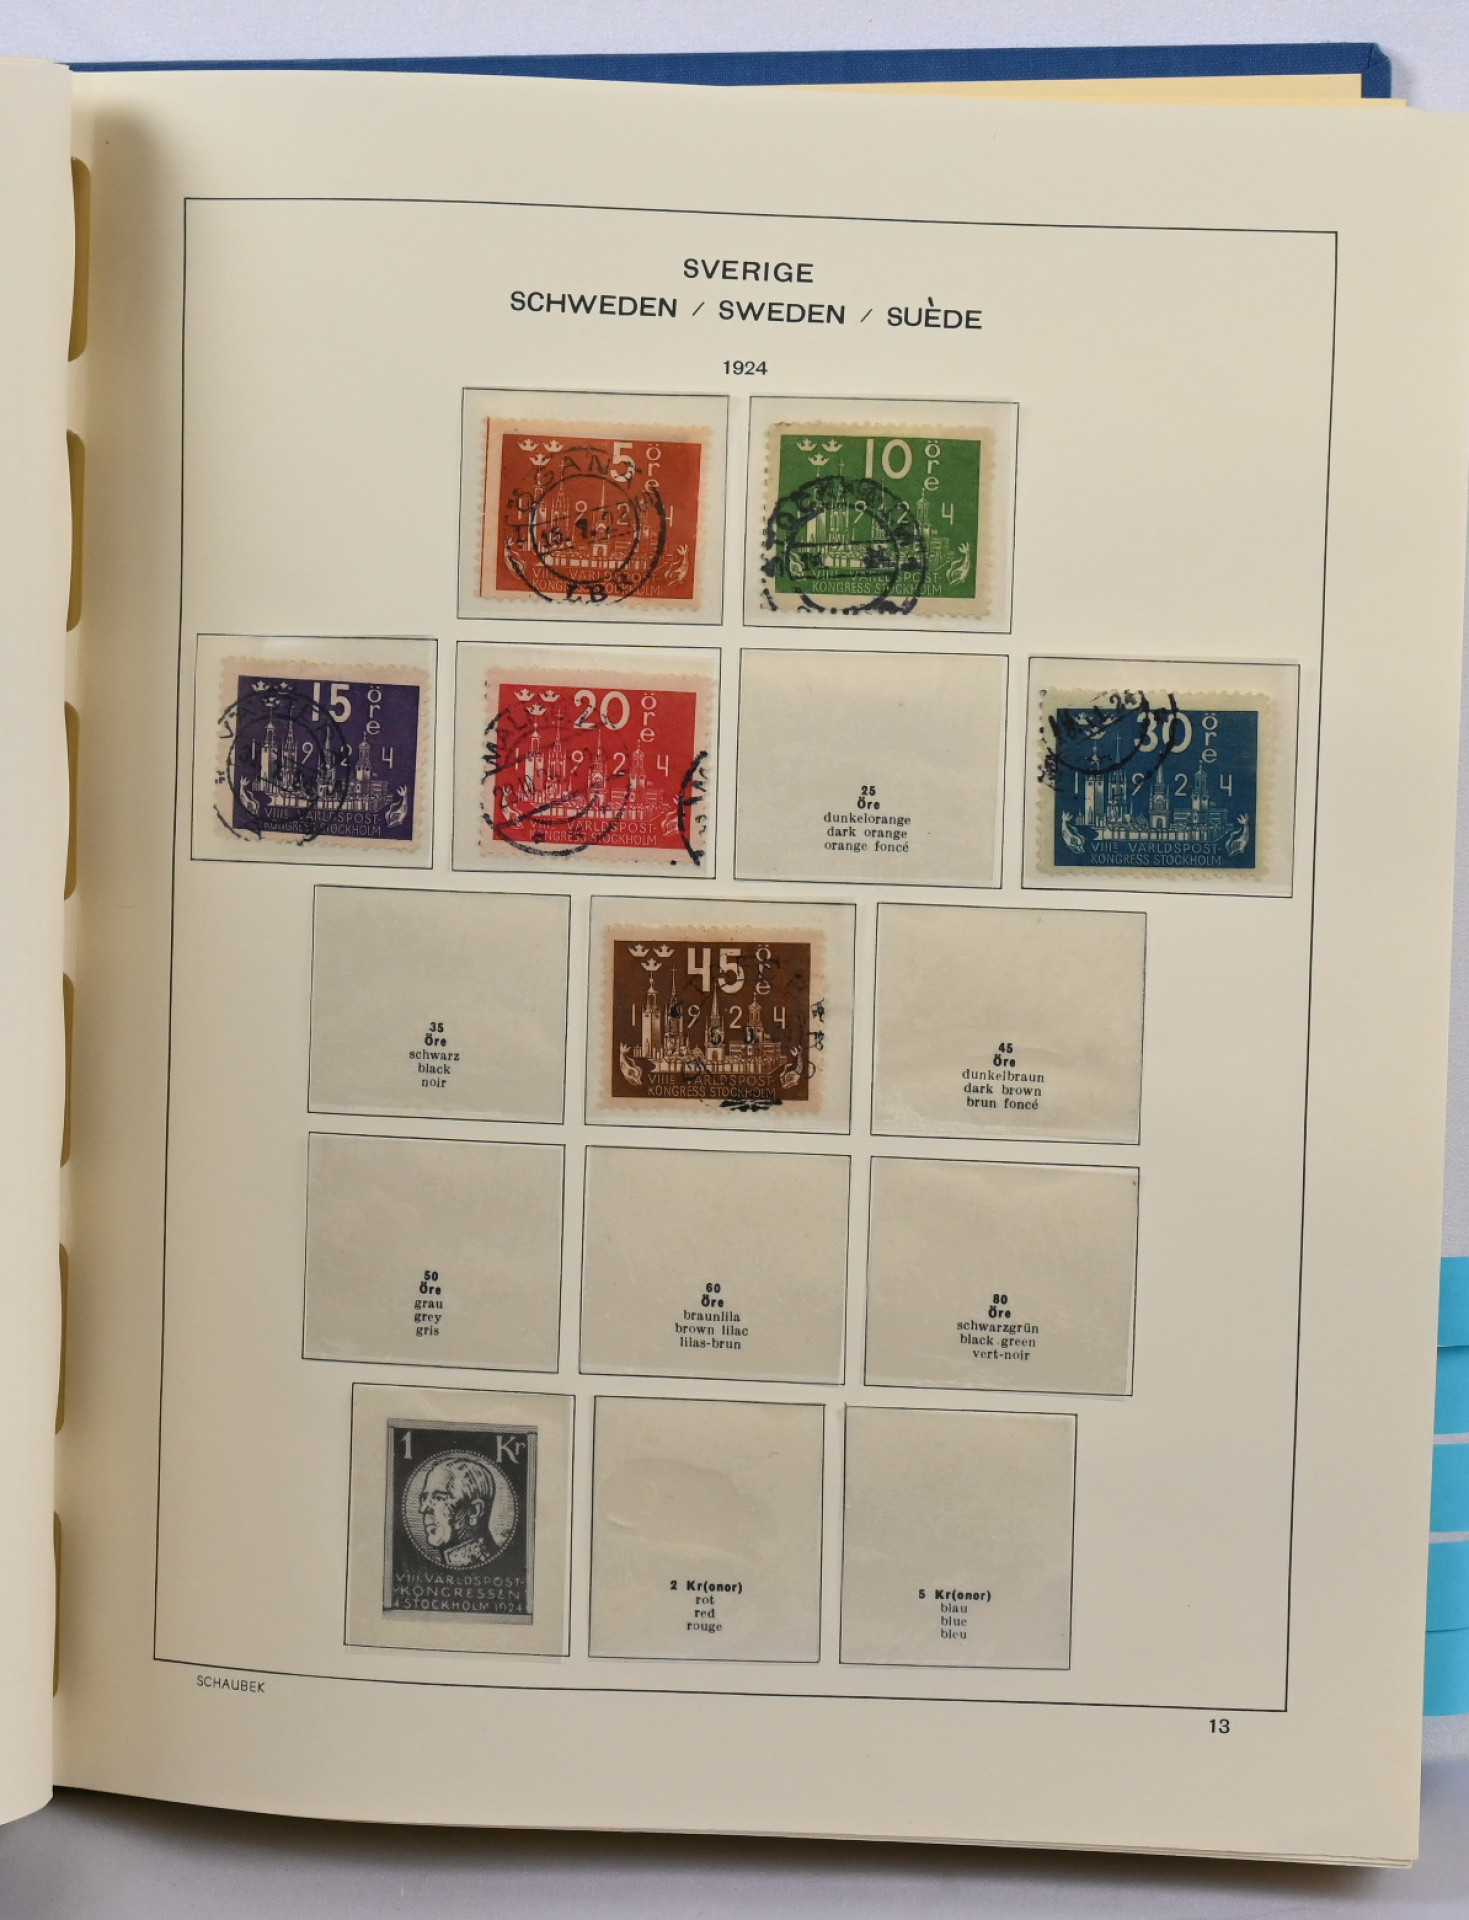 SVERIGE
SCHWEDEN / SWEDEN / SUÈDE
1924
5 öre
1 9 2 4
VIIIE VÄRLDSPOST-
KONGRESS STOCKHOLM
10 öre
1 9 2 4
VIIIE VÄRLDSPOST-
KONGRESS STOCKHOLM
15 öre
1 9 2 4
VIIIE VÄRLDSPOST-
KONGRESS STOCKHOLM
20 öre
1 9 2 4
VIIIE VÄRLDSPOST-
KONGRESS STOCKHOLM
25
Öre
dunkelorange
dark orange
orange foncé
30 öre
1 9 2 4
VIIIE VÄRLDSPOST-
KONGRESS STOCKHOLM
35
Öre
schwarz
black
noir
45 öre
1 9 2 4
VIIIE VÄRLDSPOST-
KONGRESS STOCKHOLM
45
Öre
dunkelbraun
dark brown
brun foncé
50
Öre
grau
grey
gris
60
Öre
braunlila
brown lilac
lilas-brun
80
Öre
schwarzgrün
black green
vert-noir
1 Kr
VIII. VÄRLDSPOST-
KONGRESSEN
STOCKHOLM 1924
2 Kr(onor)
rot
red
rouge
5 Kr(onor)
blau
blue
bleu
SCHAUBEK
13